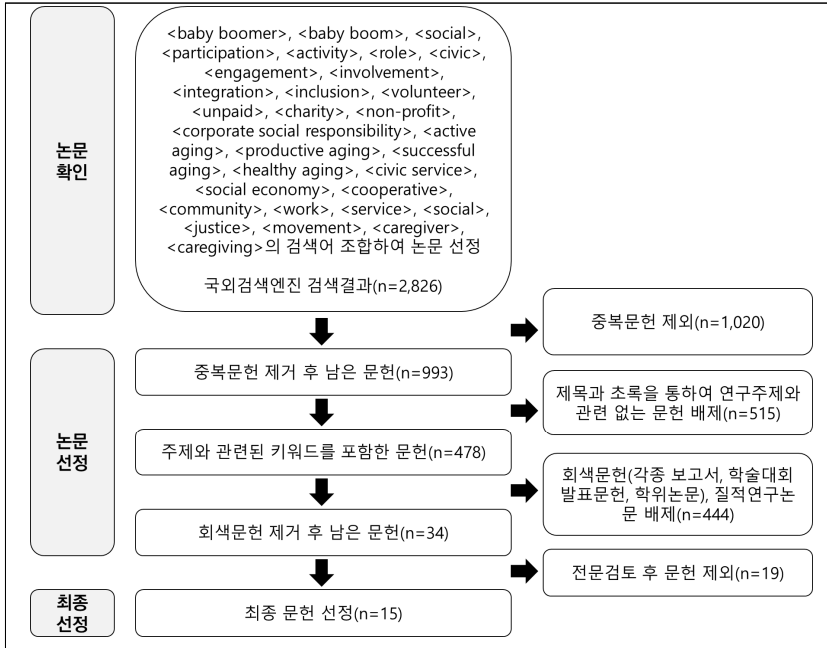 논문
확인
<baby boomer>, <baby boom>, <social>,
<participation>, <activity>, <role>, <civic>,
<engagement>, <involvement>,
<integration>, <inclusion>, <volunteer>,
<unpaid>, <charity>, <non-profit>,
<corporate social responsibility>, <active
aging>, <productive aging>, <successful
aging>, <healthy aging>, <civic service>,
<social economy>, <cooperative>,
<community>, <work>, <service>, <social>,
<justice>, <movement>, <caregiver>,
<caregiving>의 검색어 조합하여 논문 선정
국외검색엔진 검색결과(n=2,826)
중복문헌 제외(n=1,020)
논문
선정
중복문헌 제거 후 남은 문헌(n=993)
제목과 초록을 통하여 연구주제와
관련 없는 문헌 배제(n=515)
주제와 관련된 키워드를 포함한 문헌(n=478)
회색문헌(각종 보고서, 학술대회
발표문헌, 학위논문), 질적연구논
문 배제(n=444)
회색문헌 제거 후 남은 문헌(n=34)
전문검토 후 문헌 제외(n=19)
최종
선정
최종 문헌 선정(n=15)